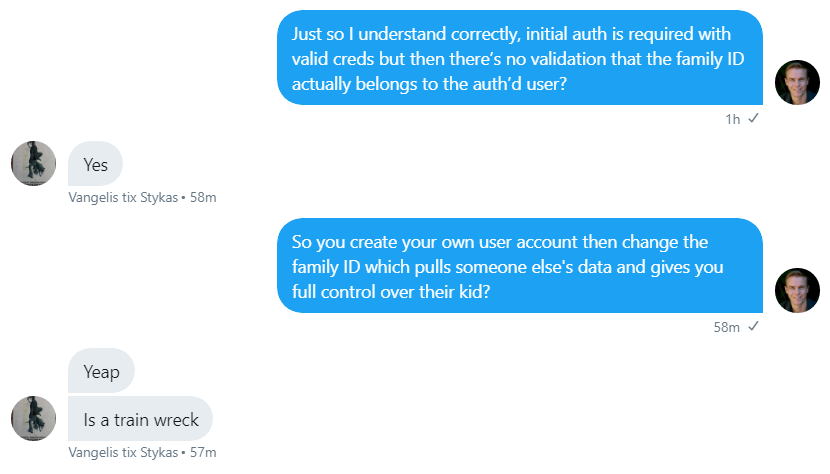 Just so I understand correctly, initial auth is required with
valid creds but then there’s no validation that the family ID
actually belongs to the auth’d user?
1h ✓
Yes
Vangelis tix Stykas • 58m
So you create your own user account then change the
family ID which pulls someone else's data and gives you
full control over their kid?
58m ✓
Yeap
Is a train wreck
Vangelis tix Stykas • 57m